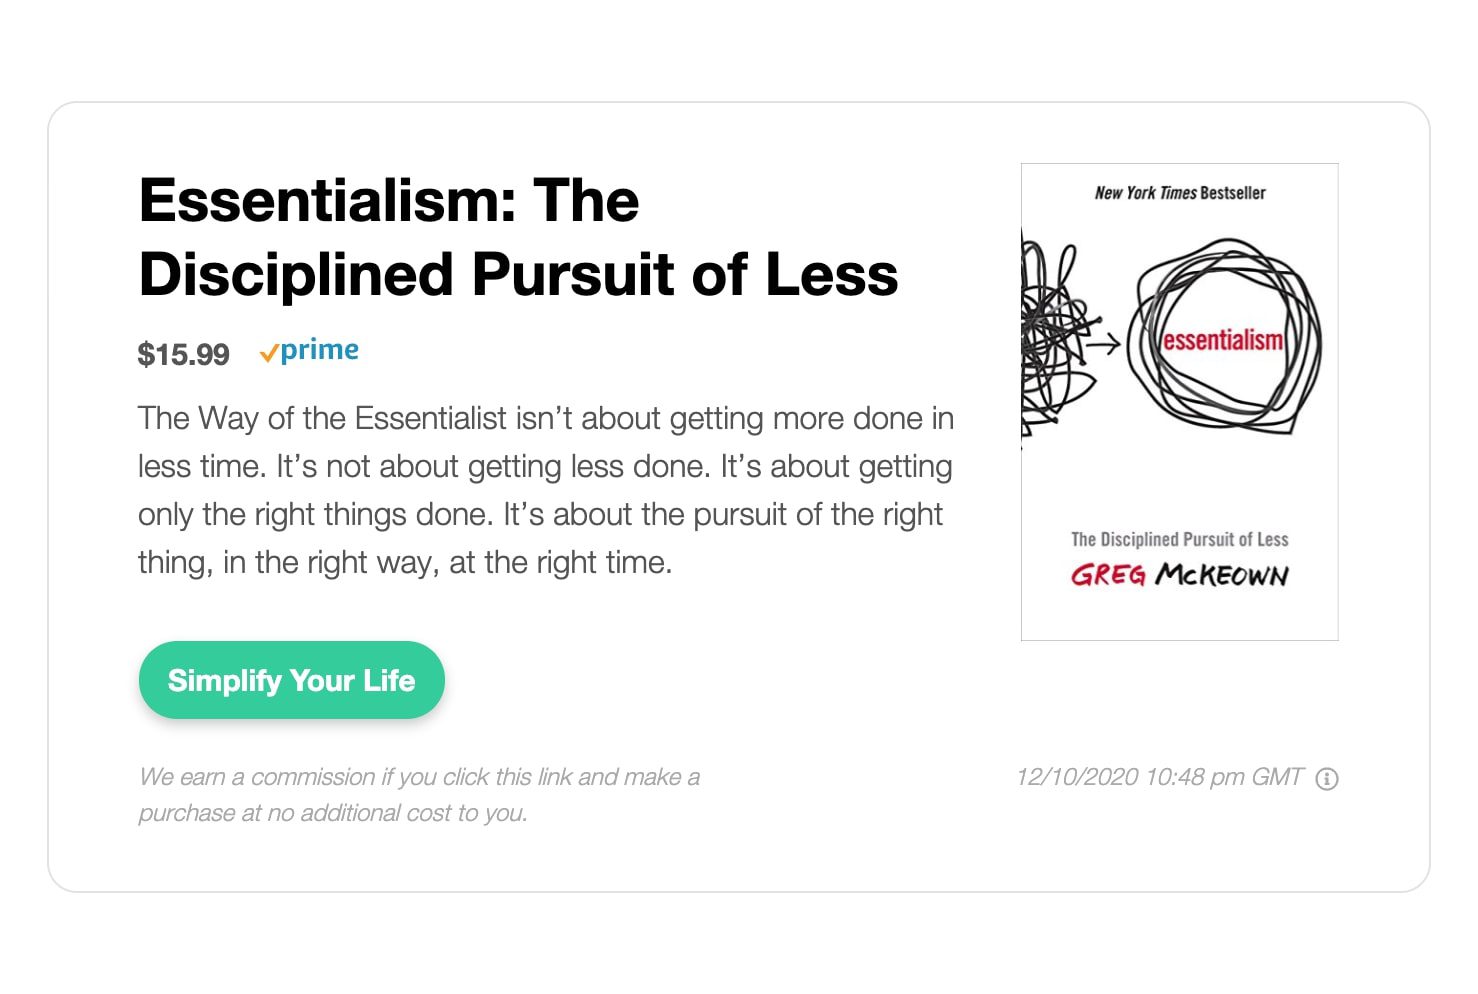 Essentialism: The
Disciplined Pursuit of Less
$15.99 prime
The Way of the Essentialist isn’t about getting more done in
less time. It’s not about getting less done. It’s about getting
only the right things done. It’s about the pursuit of the right
thing, in the right way, at the right time.
Simplify Your Life
We earn a commission if you click this link and make a
purchase at no additional cost to you.
New York Times Bestseller
essentialism
The Disciplined Pursuit of Less
GREG McKEOWN
12/10/2020 10:48 pm GMT